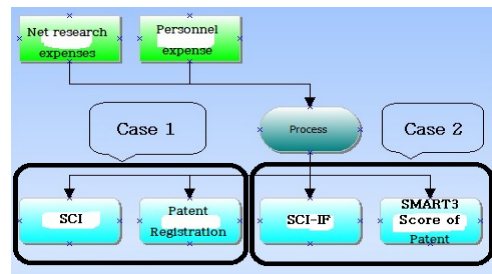 Net research
expenses
Personnel
expense
Case 1
Process
Case 2
SCI
Patent
Registration
SCI-IF
SMART3
Score of
Patent